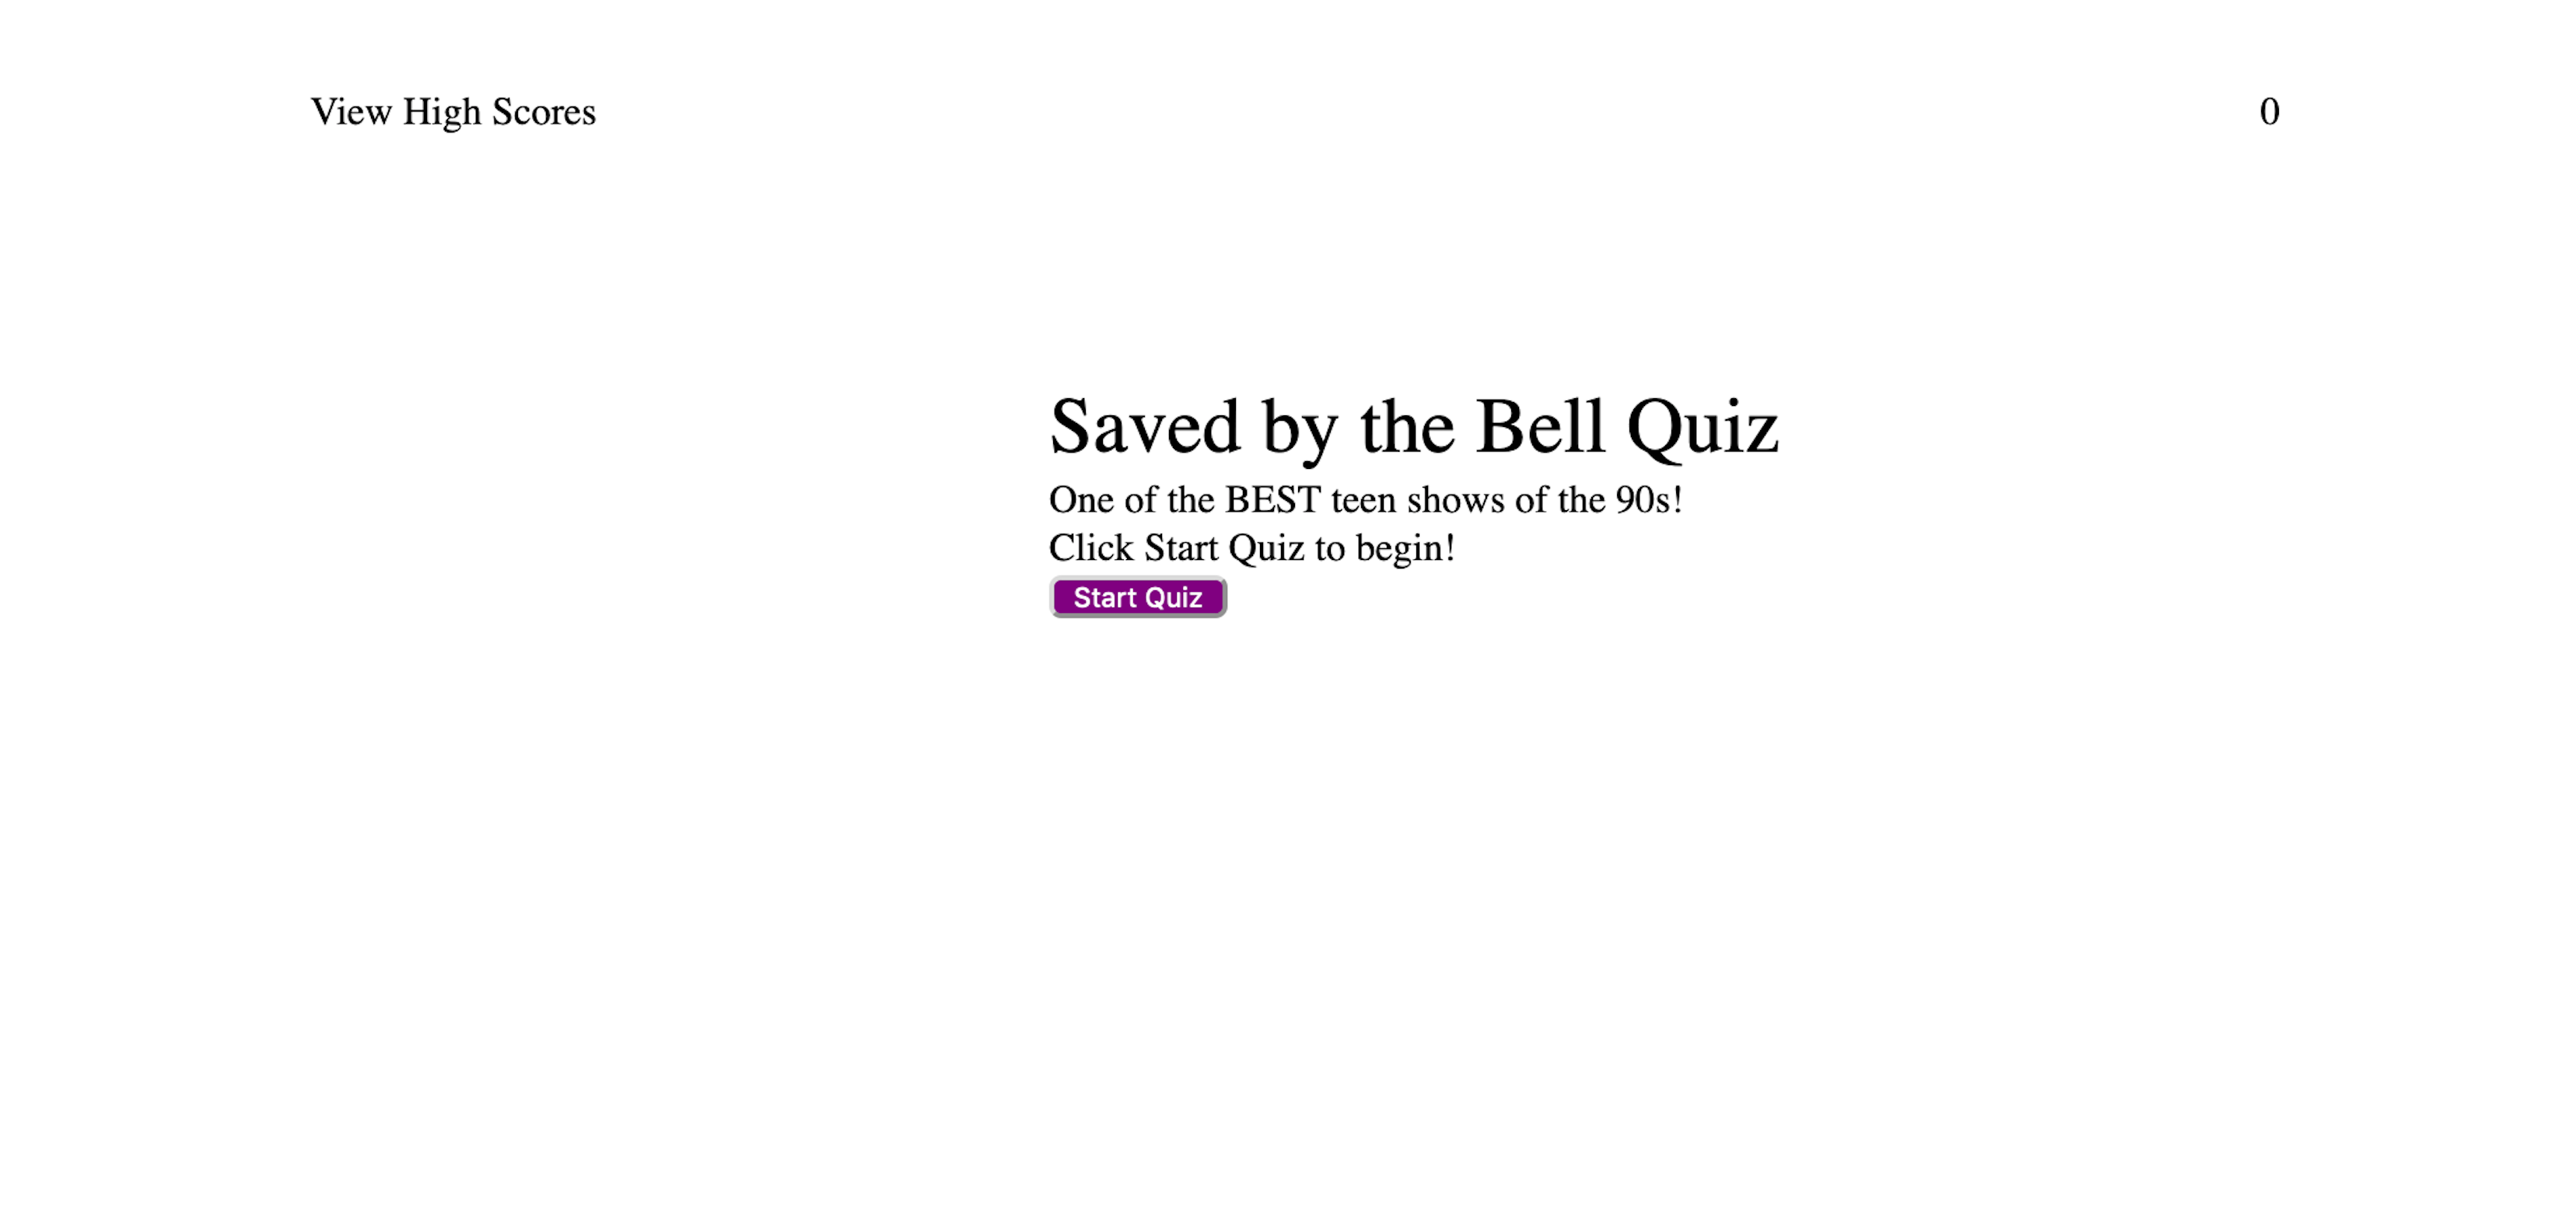 View High Scores
0
Saved by the Bell Quiz
One of the BEST teen shows of the 90s!
Click Start Quiz to begin!
Start Quiz